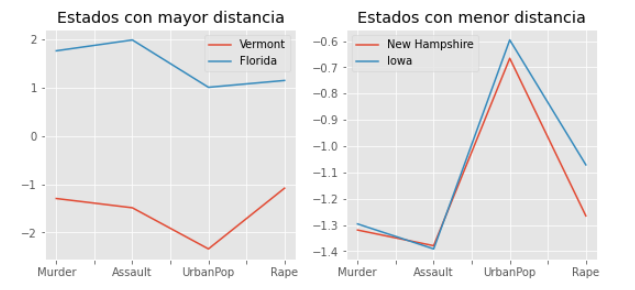 Estados con mayor distancia
2
1
0
−1
−2
Vermont
Florida
Murder Assault UrbanPop Rape
Estados con menor distancia
−0.6
−0.7
−0.8
−0.9
−1.0
−1.1
−1.2
−1.3
−1.4
New Hampshire
Iowa
Murder Assault UrbanPop Rape